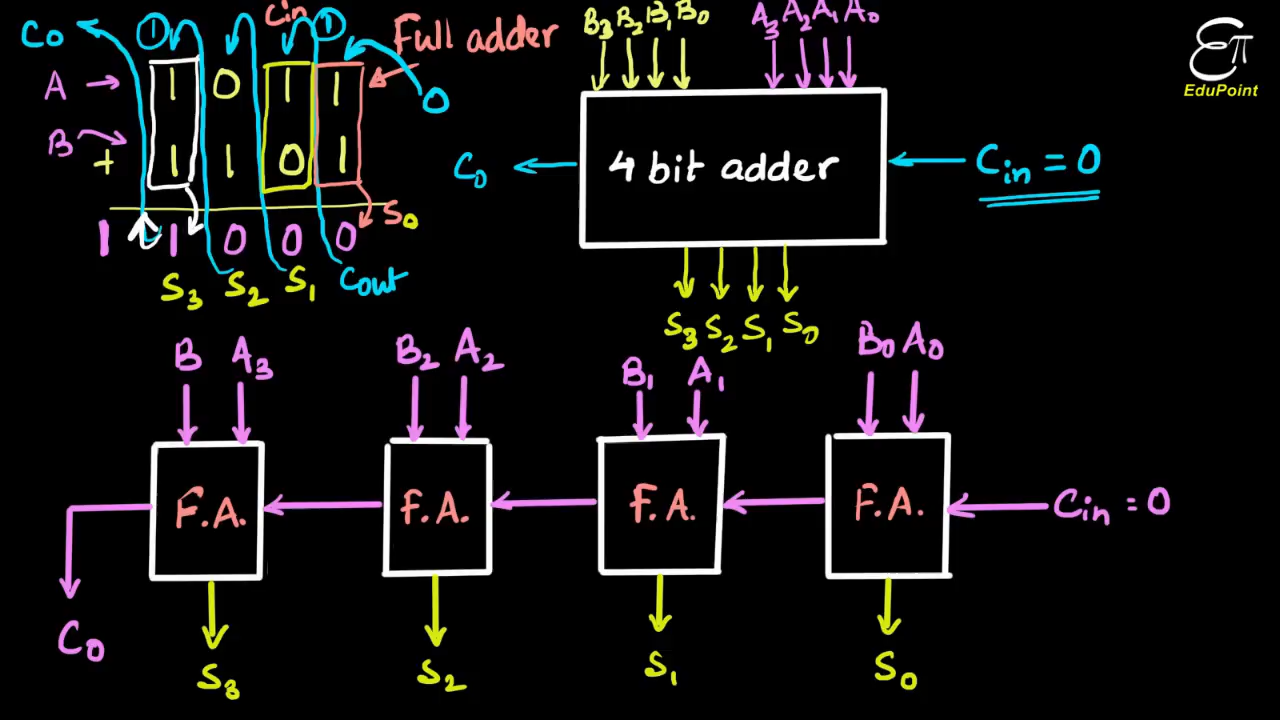 Co
1
Cin
1
Full adder
A
1 0 1 1
0
B
+ 1 1 0 1
S0
1 1 0 0 0
S3 S2 S1 Cout
B3 B2 B1 B0 A3 A2 A1 A0
C0 4 bit adder Cin = 0
S3 S2 S1 S0
επ
EduPoint
B A3 B2 A2 B1 A1 B0 A0
F.A. F.A. F.A. F.A. Cin = 0
C0
S3 S2 S1 S0